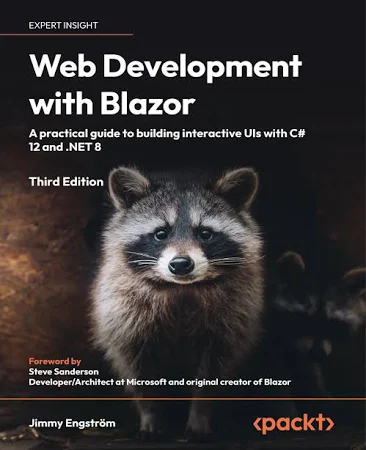 EXPERT INSIGHT
Web Development
with Blazor
A practical guide to building interactive UIs with C#
12 and .NET 8
Third Edition
Foreword by
Steve Sanderson
Developer/Architect at Microsoft and original creator of Blazor
Jimmy Engström
<packt>